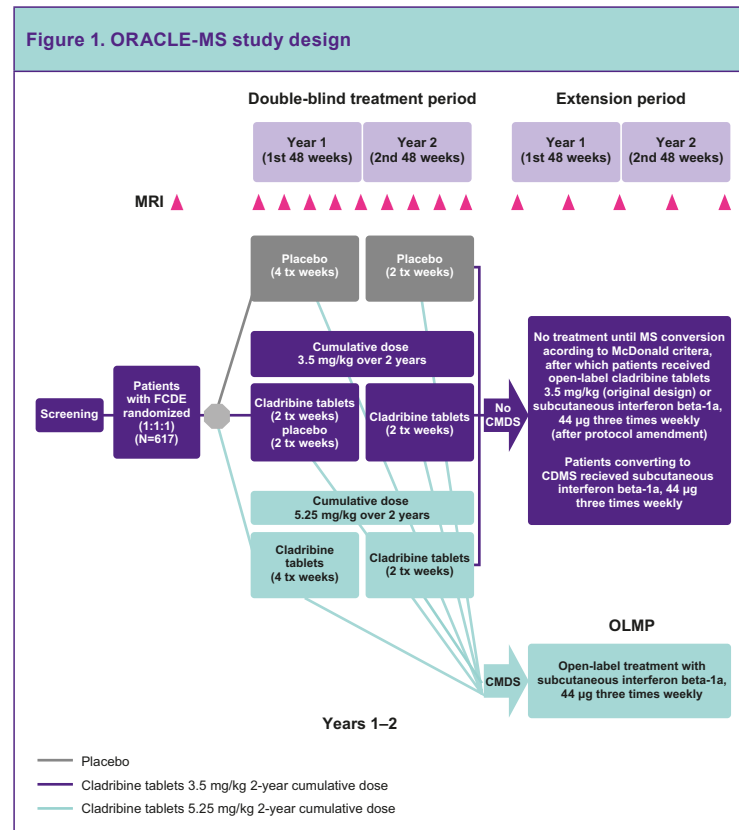 Figure 1. ORACLE-MS study design
Double-blind treatment period
Extension period
Year 1
(1st 48 weeks)
Year 2
(2nd 48 weeks)
Year 1
(1st 48 weeks)
Year 2
(2nd 48 weeks)
MRI
Placebo
(4 tx weeks)
Placebo
(2 tx weeks)
Cumulative dose
3.5 mg/kg over 2 years
Screening
Patients
with FCDE
randomized
(1:1:1)
(N=617)
Cladribine tablets
(2 tx weeks)
placebo
(2 tx weeks)
Cladribine tablets
(2 tx weeks)
No
CMDS
No treatment until MS conversion
acording to McDonald critera,
after which patients received
open-label cladribine tablets
3.5 mg/kg (original design) or
subcutaneous interferon beta-1a,
44 µg three times weekly
(after protocol amendment)
Patients converting to
CDMS recieved subcutaneous
interferon beta-1a, 44 µg
three times weekly
Cumulative dose
5.25 mg/kg over 2 years
Cladribine
tablets
(4 tx weeks)
Cladribine tablets
(2 tx weeks)
OLMP
CMDS
Open-label treatment with
subcutaneous interferon beta-1a,
44 µg three times weekly
Years 1–2
Placebo
Cladribine tablets 3.5 mg/kg 2-year cumulative dose
Cladribine tablets 5.25 mg/kg 2-year cumulative dose